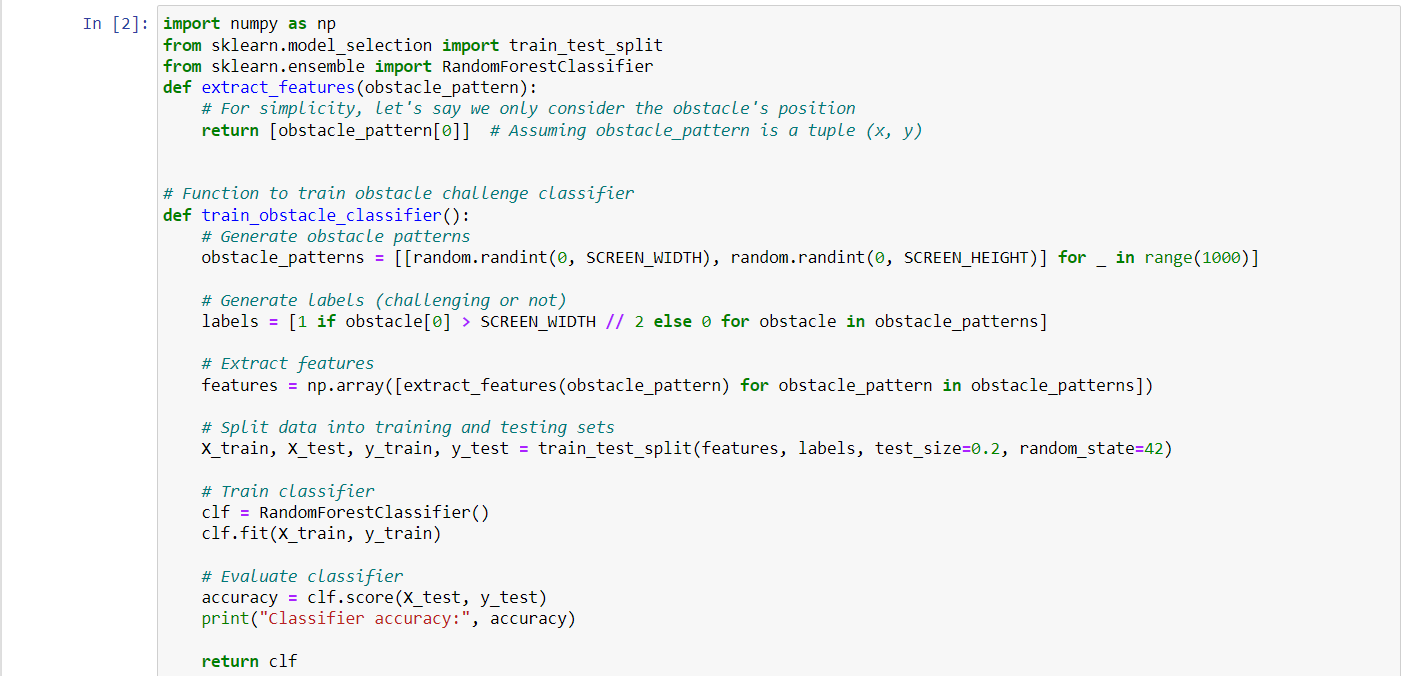 In [2]: import numpy as np
from sklearn.model_selection import train_test_split
from sklearn.ensemble import RandomForestClassifier
def extract_features(obstacle_pattern):
    # For simplicity, let's say we only consider the obstacle's position
    return [obstacle_pattern[0]]  # Assuming obstacle_pattern is a tuple (x, y)
# Function to train obstacle challenge classifier
def train_obstacle_classifier():
    # Generate obstacle patterns
    obstacle_patterns = [[random.randint(0, SCREEN_WIDTH), random.randint(0, SCREEN_HEIGHT)] for _ in range(1000)]
    # Generate labels (challenging or not)
    labels = [1 if obstacle[0] > SCREEN_WIDTH // 2 else 0 for obstacle in obstacle_patterns]
    # Extract features
    features = np.array([extract_features(obstacle_pattern) for obstacle_pattern in obstacle_patterns])
    # Split data into training and testing sets
    X_train, X_test, y_train, y_test = train_test_split(features, labels, test_size=0.2, random_state=42)
    # Train classifier
    clf = RandomForestClassifier()
    clf.fit(X_train, y_train)
    # Evaluate classifier
    accuracy = clf.score(X_test, y_test)
    print("Classifier accuracy:", accuracy)
    return clf